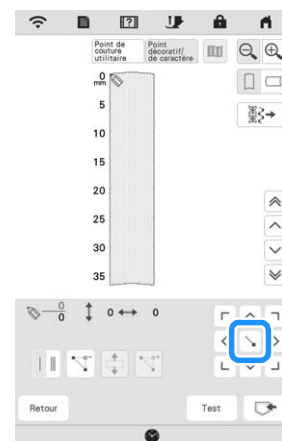 Point de
couture
utilitaire
Point
décoratif/
de caractère
0
mm
5
10
15
20
25
30
35
0
0
0
0
Retour
Test